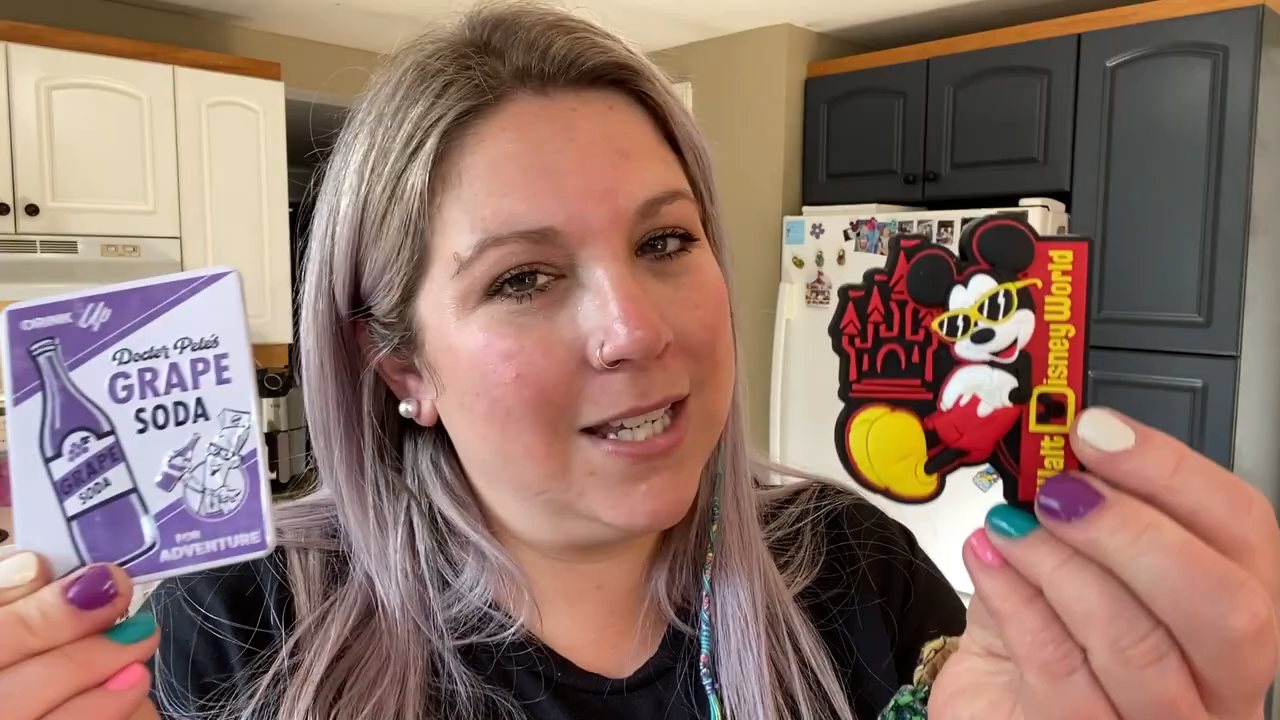 DRINK Up
Doctor Pete's
GRAPE
SODA
GRAPE
SODA
FOR
ADVENTURE
Walt Disney World